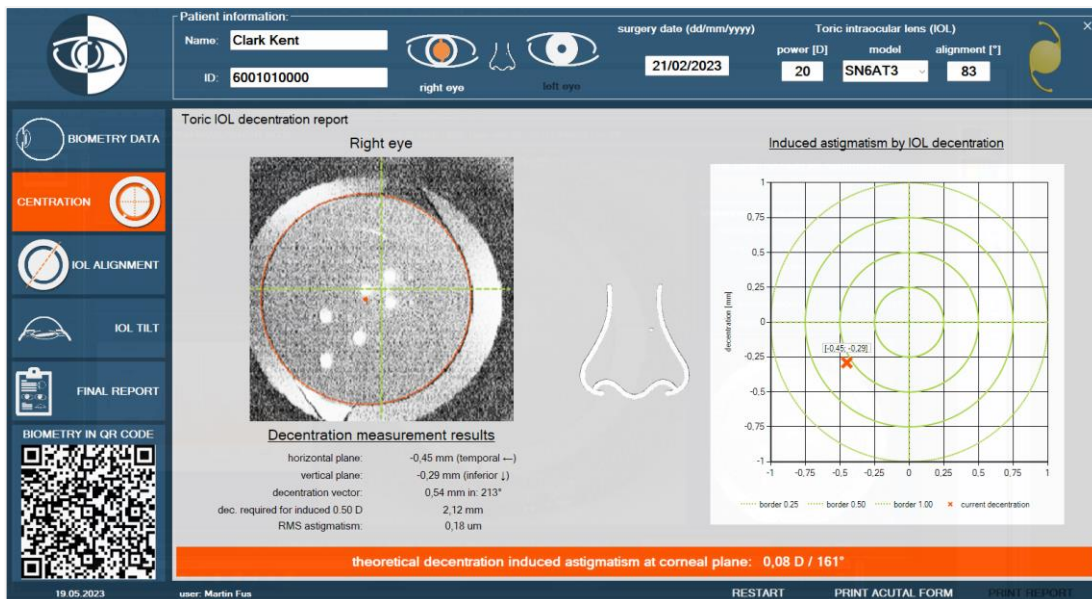 Patient information:
Name:
Clark Kent
ID:
6001010000
right eye
left eye
surgery date (dd/mm/yyyy)
21/02/2023
Toric intraocular lens (IOL)
power [D]
model
alignment [°]
20
SN6AT3
83
×
BIOMETRY DATA
CENTRATION
IOL ALIGNMENT
IOL TILT
FINAL REPORT
BIOMETRY IN QR CODE
19.05.2023
Toric IOL decentration report
Right eye
Decentration measurement results
horizontal plane: -0,45 mm (temporal ←)
vertical plane: -0,29 mm (inferior ↓)
decentration vector: 0,54 mm in: 213°
dec. required for induced 0.50 D 2,12 mm
RMS astigmatism: 0,18 um
Induced astigmatism by IOL decentration
decentration [mm]
1
0,75
0,5
0,25
0
-0,25
-0,5
-0,75
-1
[-0,45; -0,29]
-1 -0,75 -0,5 -0,25 0 0,25 0,5 0,75 1
border 0.25 border 0.50 border 1.00 × current decentration
theoretical decentration induced astigmatism at corneal plane: 0,08 D / 161°
user: Martin Fus
RESTART
PRINT ACUTAL FORM
PRINT REPORT